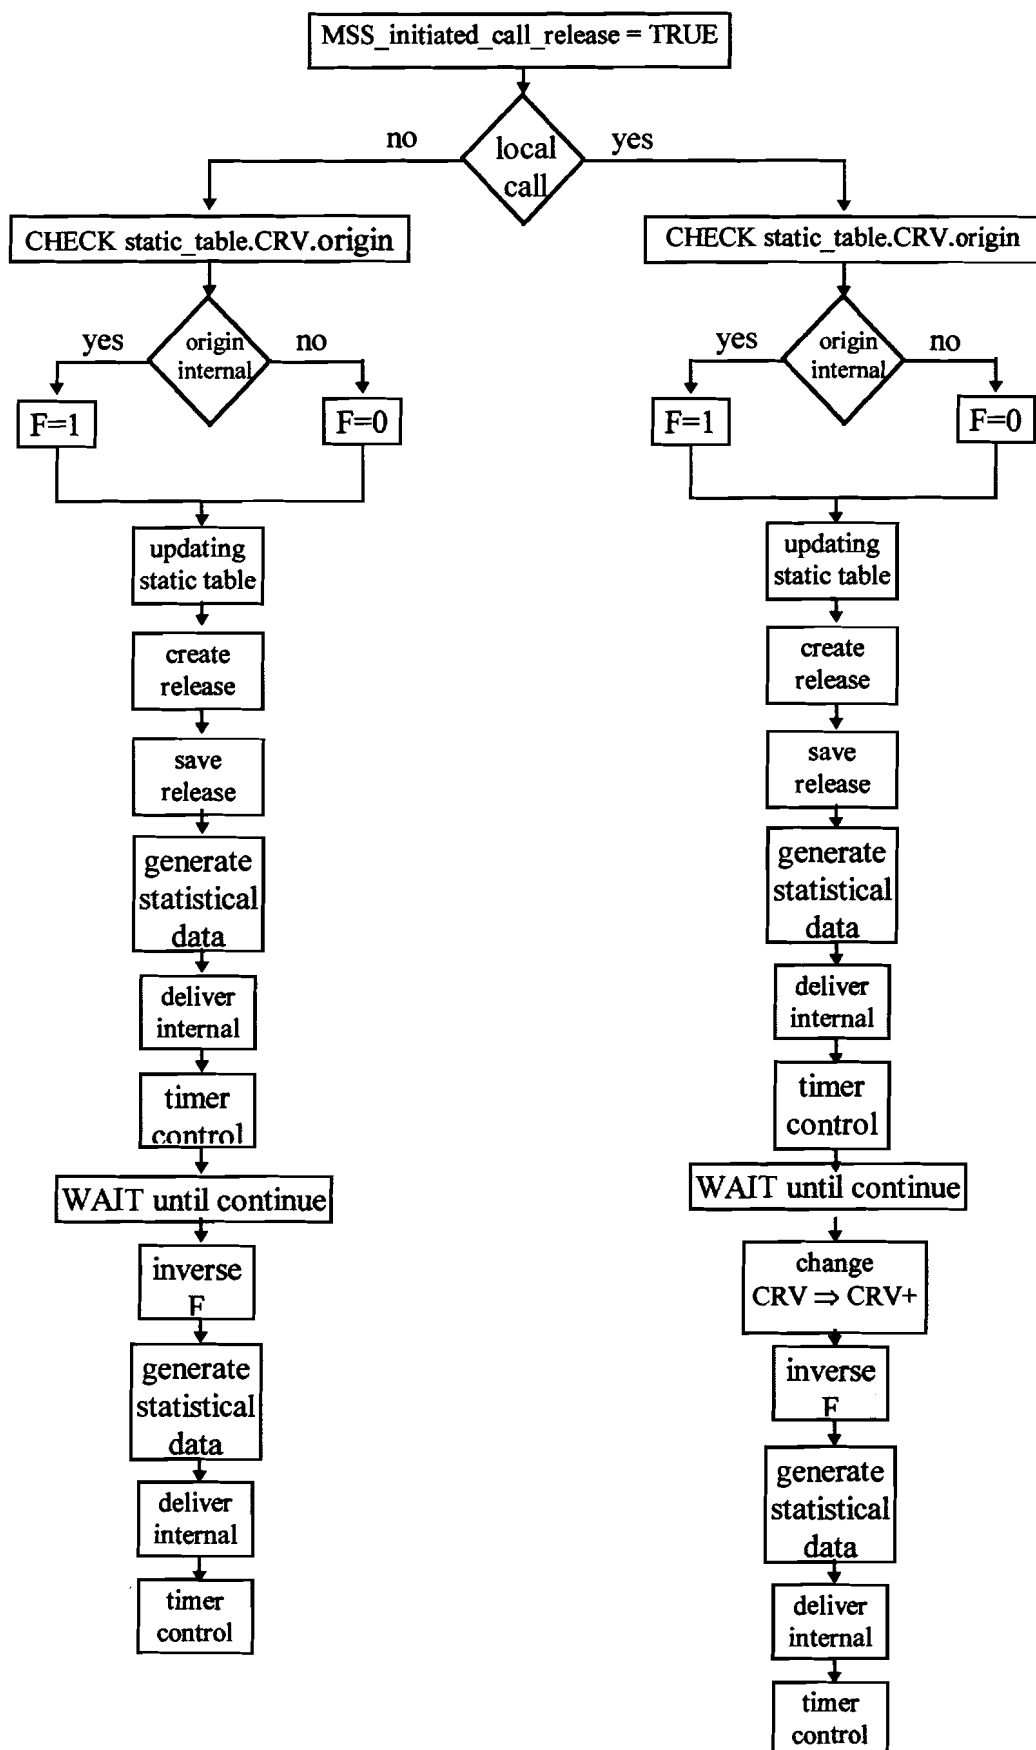 MSS_initiated_call_release = TRUE
no
local
call
yes
CHECK static_table.CRV.origin
yes
origin
internal
no
F=1
F=0
updating
static table
create
release
save
release
generate
statistical
data
deliver
internal
timer
control
WAIT until continue
inverse
F
generate
statistical
data
deliver
internal
timer
control
CHECK static_table.CRV.origin
yes
origin
internal
no
F=1
F=0
updating
static table
create
release
save
release
generate
statistical
data
deliver
internal
timer
control
WAIT until continue
change
CRV ⇒ CRV+
inverse
F
generate
statistical
data
deliver
internal
timer
control